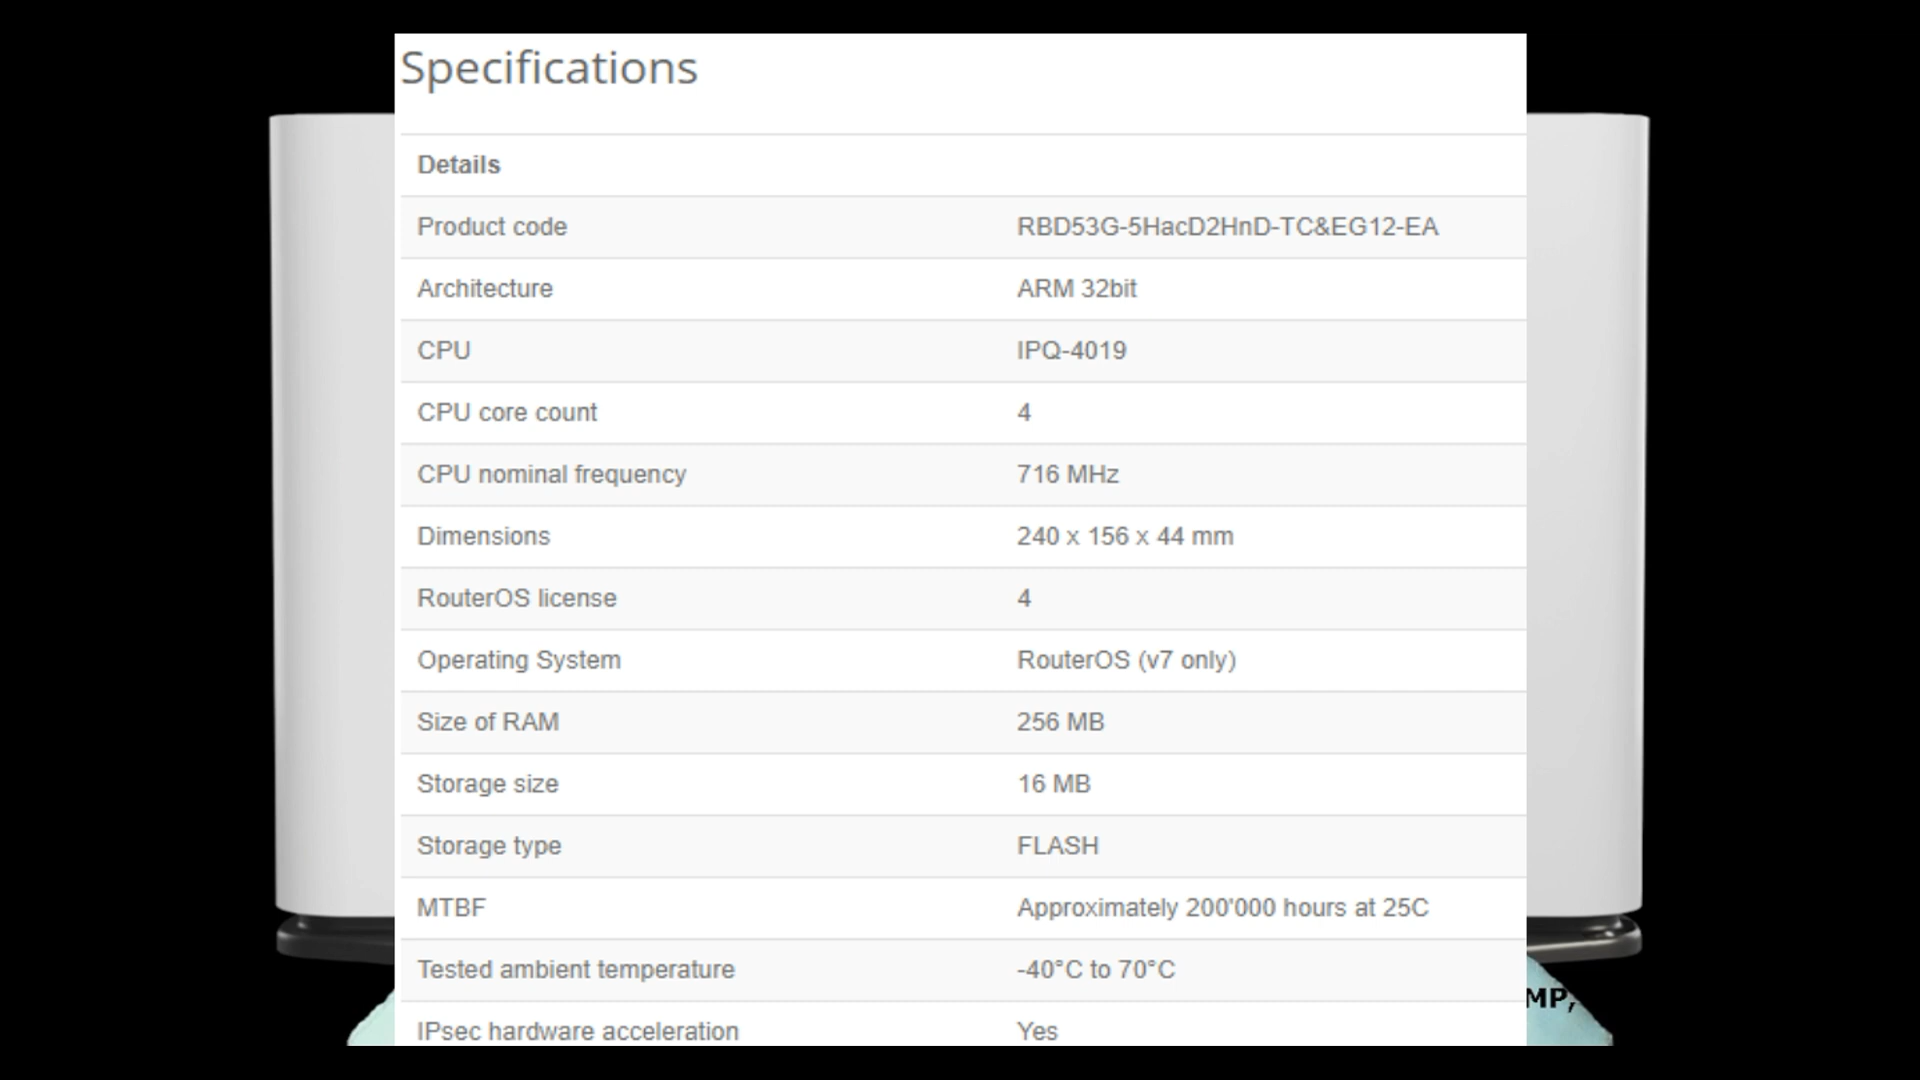 Specifications
Details
Product code RBD53G-5HacD2HnD-TC&EG12-EA
Architecture ARM 32bit
CPU IPQ-4019
CPU core count 4
CPU nominal frequency 716 MHz
Dimensions 240 x 156 x 44 mm
RouterOS license 4
Operating System RouterOS (v7 only)
Size of RAM 256 MB
Storage size 16 MB
Storage type FLASH
MTBF Approximately 200'000 hours at 25C
Tested ambient temperature -40°C to 70°C
MP,
IPsec hardware acceleration Yes